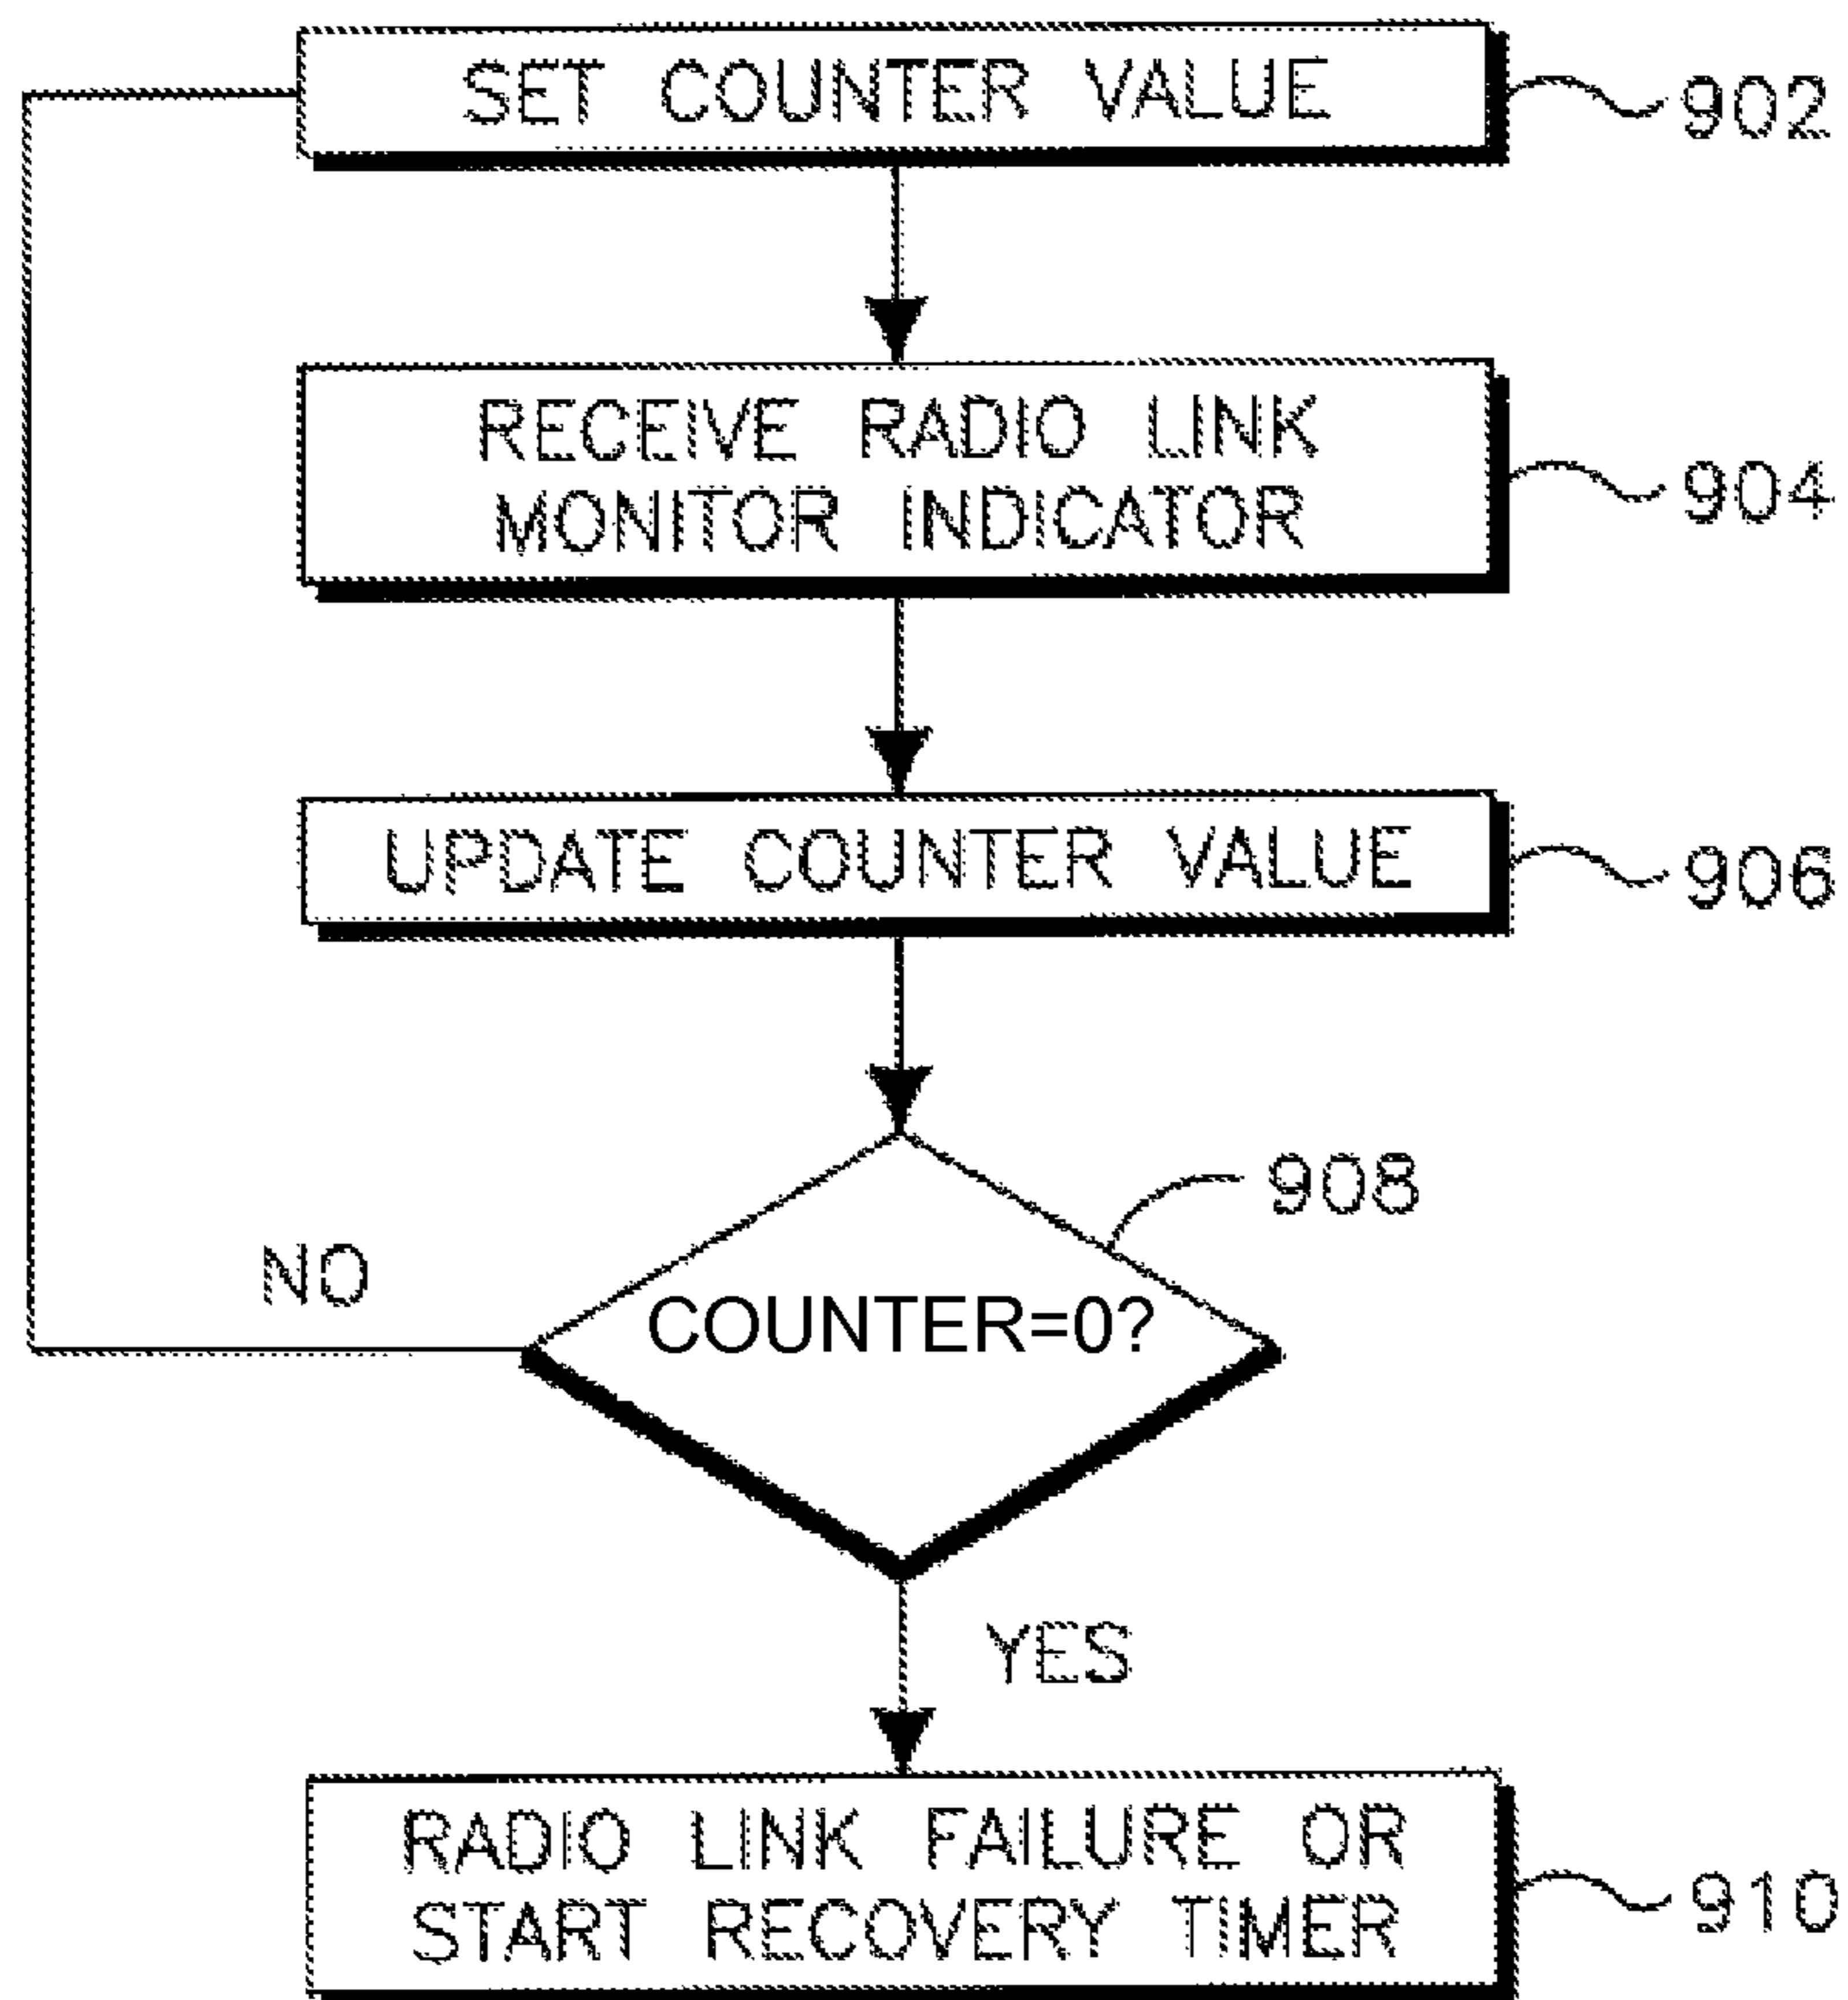 SET COUNTER VALUE
902
RECEIVE RADIO LINK
MONITOR INDICATOR
904
UPDATE COUNTER VALUE
906
908
NO
COUNTER=0?
YES
RADIO LINK FAILURE OR
START RECOVERY TIMER
910